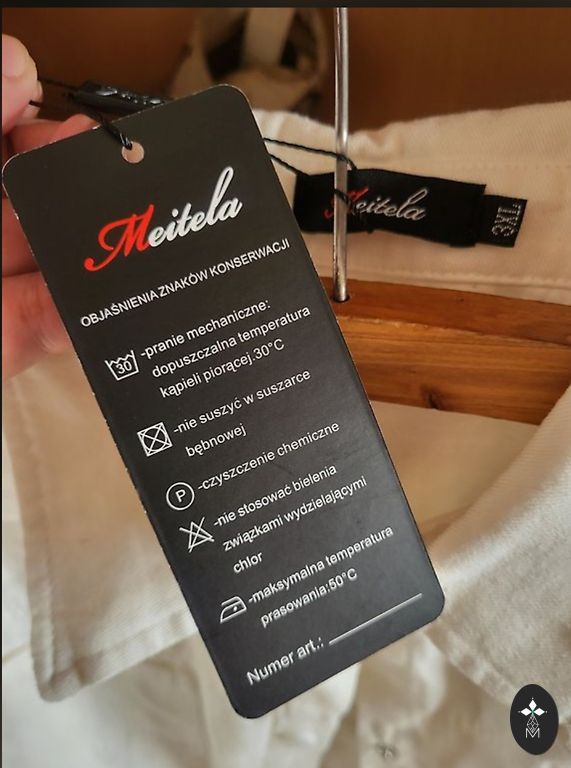 Meitela
OBJAŚNIENIA ZNAKÓW KONSERWACJI
30
-pranie mechaniczne:
dopuszczalna temperatura
kąpieli piorącej.30°C
-nie suszyć w suszarce
bębnowej
P
-czyszczenie chemiczne
-nie stosować bielenia
związkami wydzielającymi
chlor
-maksymalna temperatura
prasowania:50°C
Numer art.:
Meitela
3XL